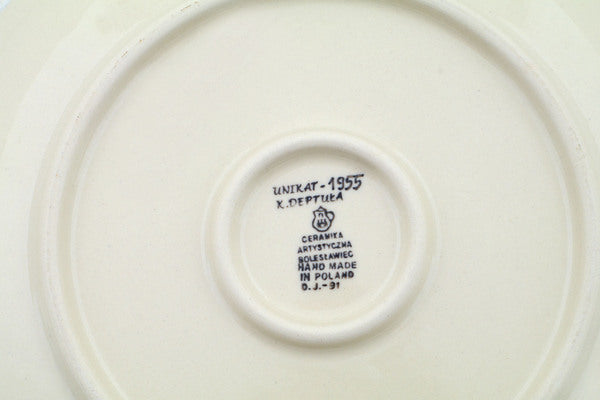 UNIKAT-1955
K.DEPTUŁA
CERAMIKA
ARTYSTYCZNA
BOLESŁAWIEC
HAND MADE
IN POLAND
D.J.-91